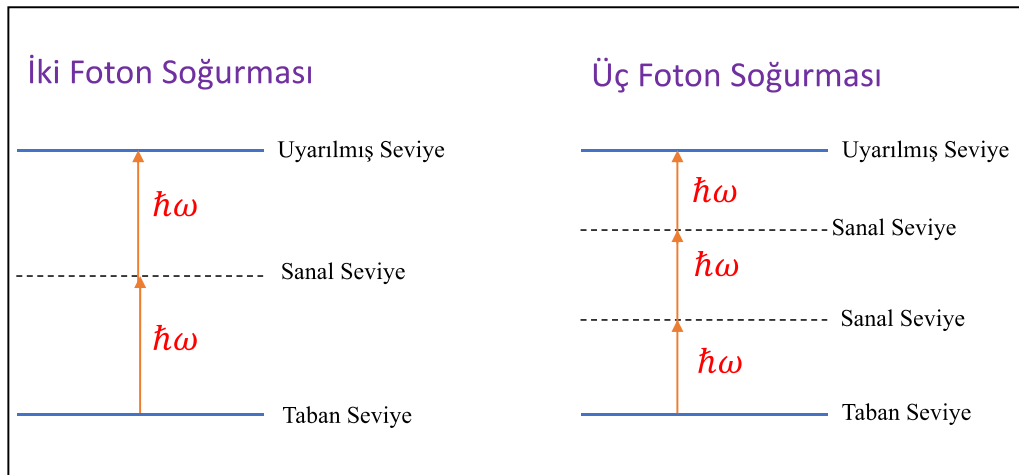 İki Foton Soğurması
Uyarılmış Seviye
ħω
Sanal Seviye
ħω
Taban Seviye
Üç Foton Soğurması
Uyarılmış Seviye
ħω
Sanal Seviye
ħω
Sanal Seviye
ħω
Taban Seviye